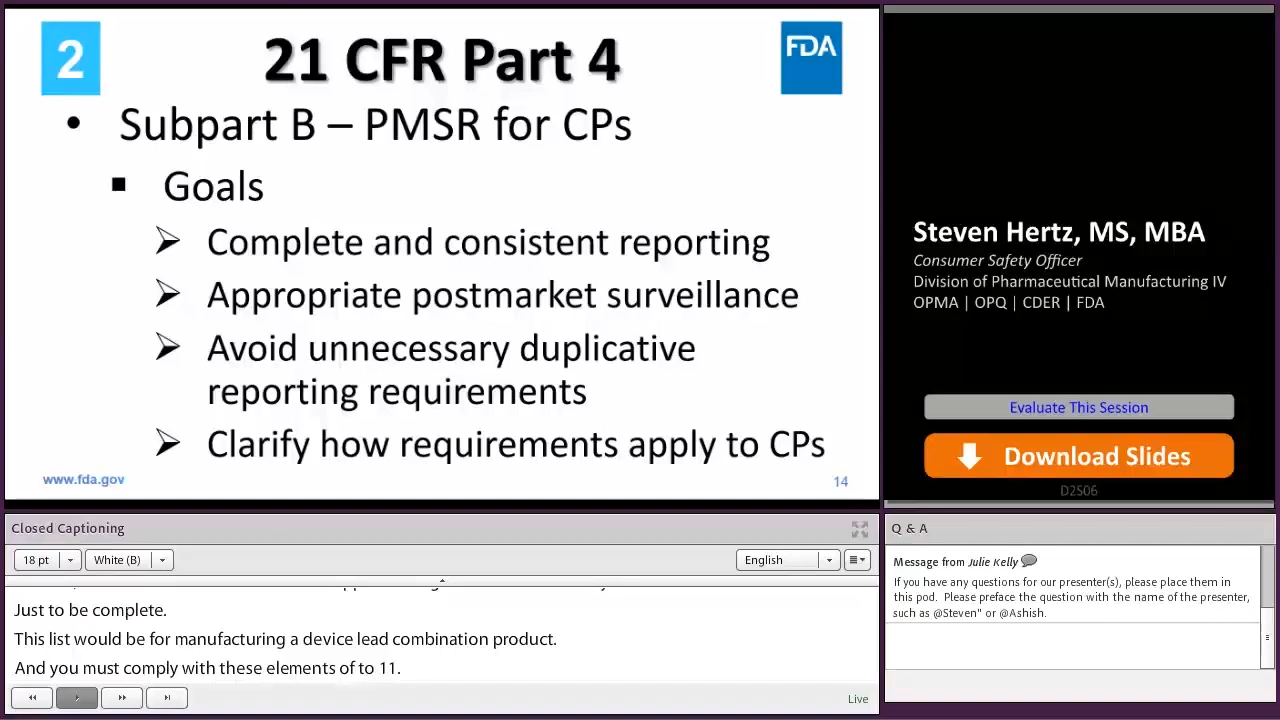 2
21 CFR Part 4
FDA
• Subpart B – PMSR for CPs
▪ Goals
➢ Complete and consistent reporting
➢ Appropriate postmarket surveillance
➢ Avoid unnecessary duplicative
reporting requirements
➢ Clarify how requirements apply to CPs
www.fda.gov
14
Steven Hertz, MS, MBA
Consumer Safety Officer
Division of Pharmaceutical Manufacturing IV
OPMA | OPQ | CDER | FDA
Evaluate This Session
Download Slides
D2S06
Closed Captioning
18 pt
White (B)
English
Just to be complete.
This list would be for manufacturing a device lead combination product.
And you must comply with these elements of to 11.
Live
Q & A
Message from Julie Kelly
If you have any questions for our presenter(s), please place them in
this pod. Please preface the question with the name of the presenter,
such as @Steven" or @Ashish.